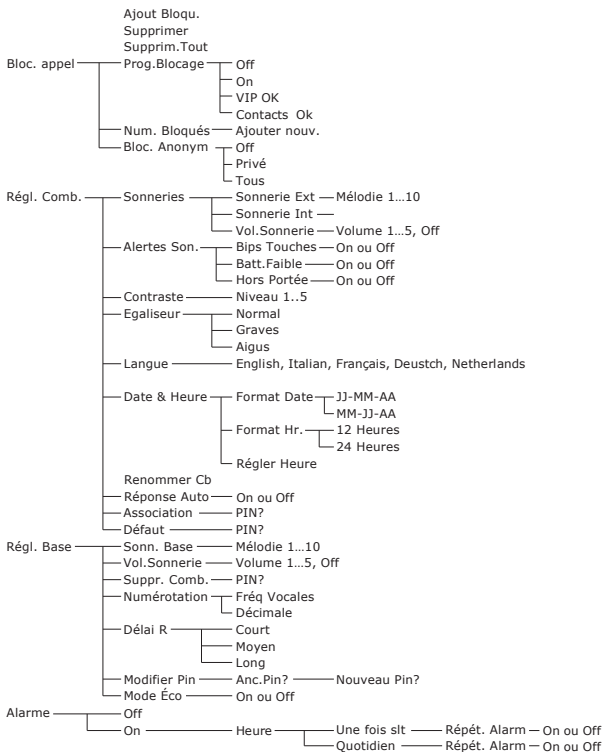 Ajout Bloqu.
Supprimer
Supprim.Tout
Bloc. appel Prog.Blocage Off
On
VIP OK
Contacts Ok
Num. Bloqués Ajouter nouv.
Bloc. Anonym Off
Privé
Tous
Régl. Comb. Sonneries Sonnerie Ext Mélodie 1...10
Sonnerie Int
Vol.Sonnerie Volume 1...5, Off
Alertes Son. Bips Touches On ou Off
Batt.Faible On ou Off
Hors Portée On ou Off
Contraste Niveau 1..5
Egaliseur Normal
Graves
Aigus
Langue English, Italian, Français, Deustch, Netherlands
Date & Heure Format Date JJ-MM-AA
MM-JJ-AA
Format Hr. 12 Heures
24 Heures
Régler Heure
Renommer Cb
Réponse Auto On ou Off
Association PIN?
Défaut PIN?
Régl. Base Sonn. Base Mélodie 1...10
Vol.Sonnerie Volume 1...5, Off
Suppr. Comb. PIN?
Numérotation Fréq Vocales
Décimale
Délai R Court
Moyen
Long
Modifier Pin Anc.Pin? Nouveau Pin?
Mode Éco On ou Off
Alarme Off
On Heure Une fois slt Répét. Alarm On ou Off
Quotidien Répét. Alarm On ou Off